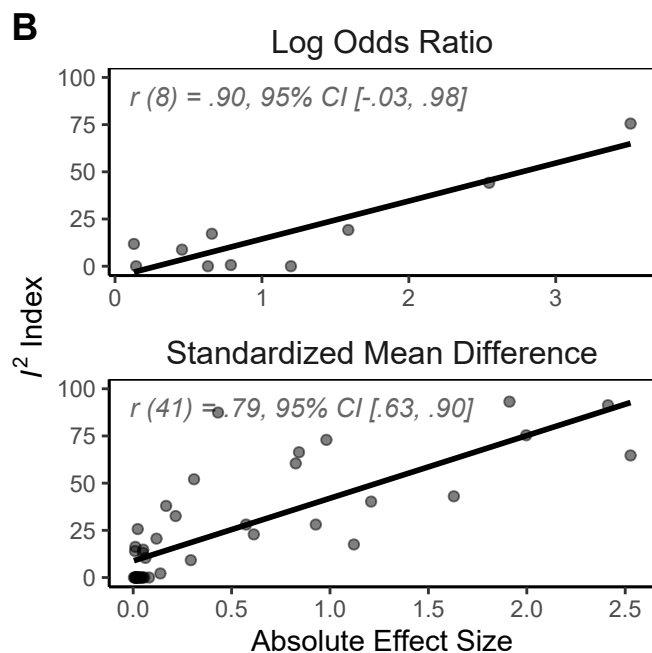 B
Log Odds Ratio
100
r (8) = .90, 95% CI [-.03, .98]
75
50
25
0
0 1 2 3
I² Index
Standardized Mean Difference
100
r (41) = .79, 95% CI [.63, .90]
75
50
25
0
0.0 0.5 1.0 1.5 2.0 2.5
Absolute Effect Size